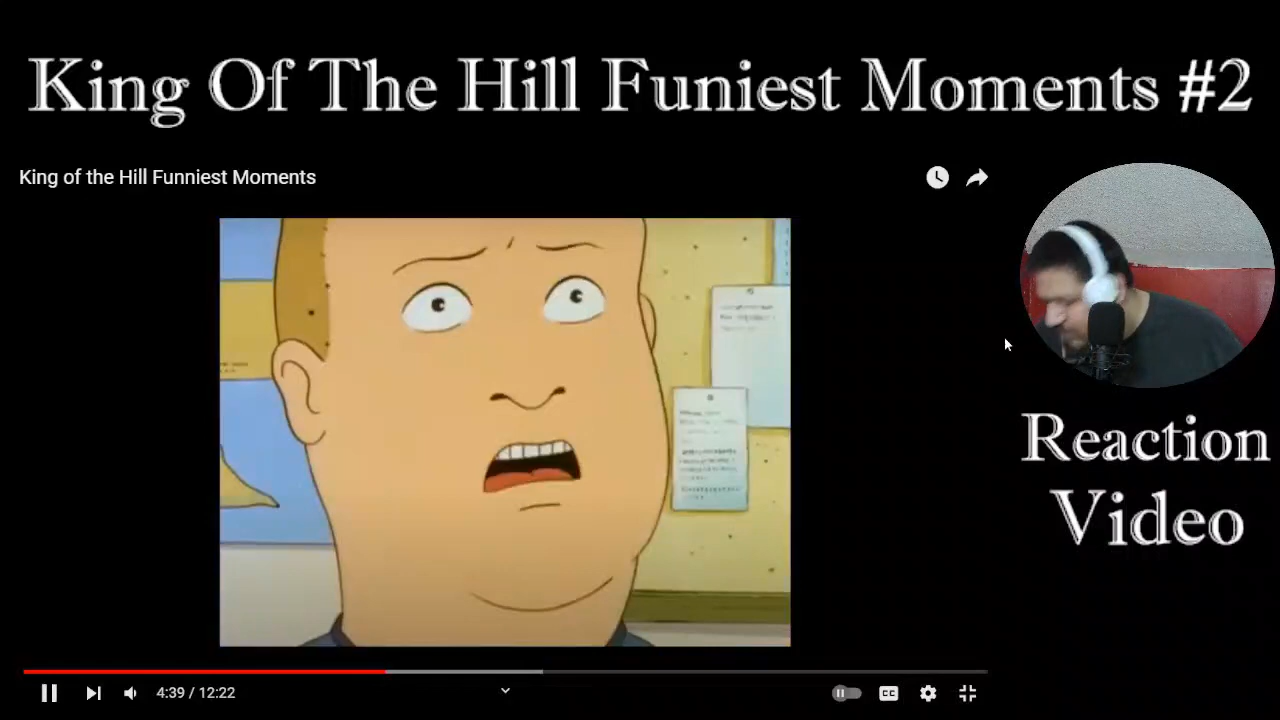 King Of The Hill Funiest Moments #2
King of the Hill Funniest Moments
Reaction
Video
4:39 / 12:22
CC